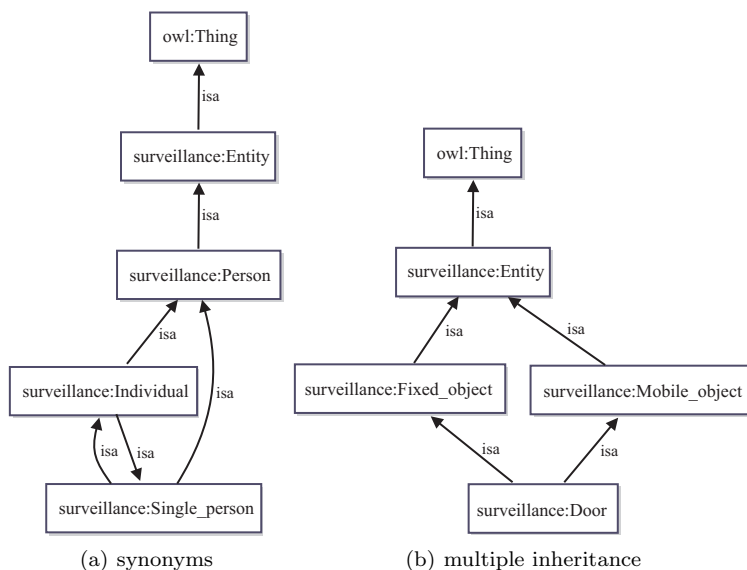 owl:Thing
isa
surveillance:Entity
isa
surveillance:Person
isa
surveillance:Individual
isa
isa
isa
surveillance:Single_person
(a) synonyms
owl:Thing
isa
surveillance:Entity
isa
isa
surveillance:Fixed_object
surveillance:Mobile_object
isa
isa
surveillance:Door
(b) multiple inheritance